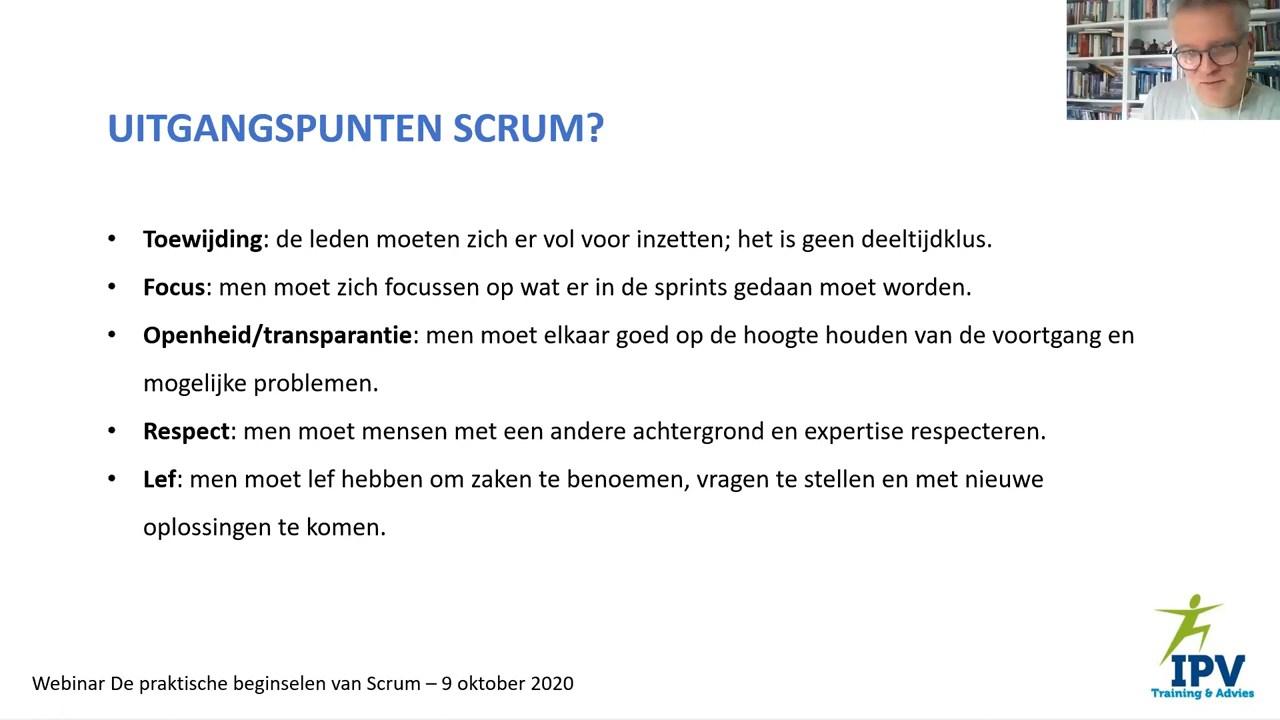 UITGANGSPUNTEN SCRUM?
• Toewijding: de leden moeten zich er vol voor inzetten; het is geen deeltijdklus.
• Focus: men moet zich focussen op wat er in de sprints gedaan moet worden.
• Openheid/transparantie: men moet elkaar goed op de hoogte houden van de voortgang en
mogelijke problemen.
• Respect: men moet mensen met een andere achtergrond en expertise respecteren.
• Lef: men moet lef hebben om zaken te benoemen, vragen te stellen en met nieuwe
oplossingen te komen.
Webinar De praktische beginselen van Scrum – 9 oktober 2020
IPV
Training & Advies